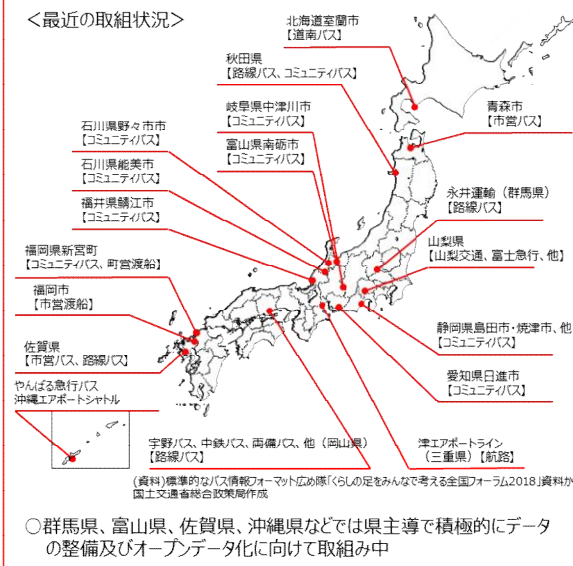 ＜最近の取組状況＞
北海道室蘭市
【道南バス】
秋田県
【路線バス、コミュニティバス】
青森市
【市営バス】
岐阜県中津川市
【コミュニティバス】
富山県南砺市
【コミュニティバス】
石川県野々市市
【コミュニティバス】
石川県能美市
【コミュニティバス】
福井県鯖江市
【コミュニティバス】
永井運輸（群馬県）
【路線バス】
山梨県
【山梨交通、富士急行、他】
福岡県新宮町
【コミュニティバス、町営渡船】
福岡市
【市営渡船】
佐賀県
【市営バス、路線バス】
やんばる急行バス
沖縄エアポートシャトル
静岡県島田市・焼津市、他
【コミュニティバス】
愛知県日進市
【コミュニティバス】
宇野バス、中鉄バス、両備バス、他（岡山県）
【路線バス】
津エアポートライン
（三重県）【航路】
(資料)標準的なバス情報フォーマット広め隊「くらしの足をみんなで考える全国フォーラム2018」資料か
国土交通省総合政策局作成
○群馬県、富山県、佐賀県、沖縄県などでは県主導で積極的にデータ
の整備及びオープンデータ化に向けて取組み中